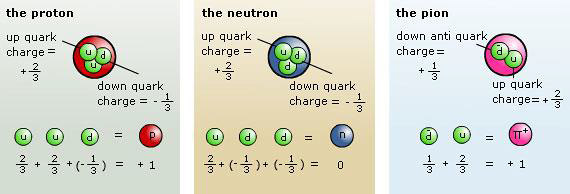 the proton
up quark
charge =
+ 2/3
u d
u
down quark
charge = - 1/3
u u d = p
2/3 + 2/3 + (- 1/3) = + 1
the neutron
up quark
charge =
+ 2/3
u d
d
down quark
charge = - 1/3
u d d = n
2/3 + (- 1/3) + (- 1/3) = 0
the pion
down anti quark
charge=
+ 1/3
d̄ u
up quark
charge= + 2/3
d̄ u = π⁺
1/3 + 2/3 = + 1